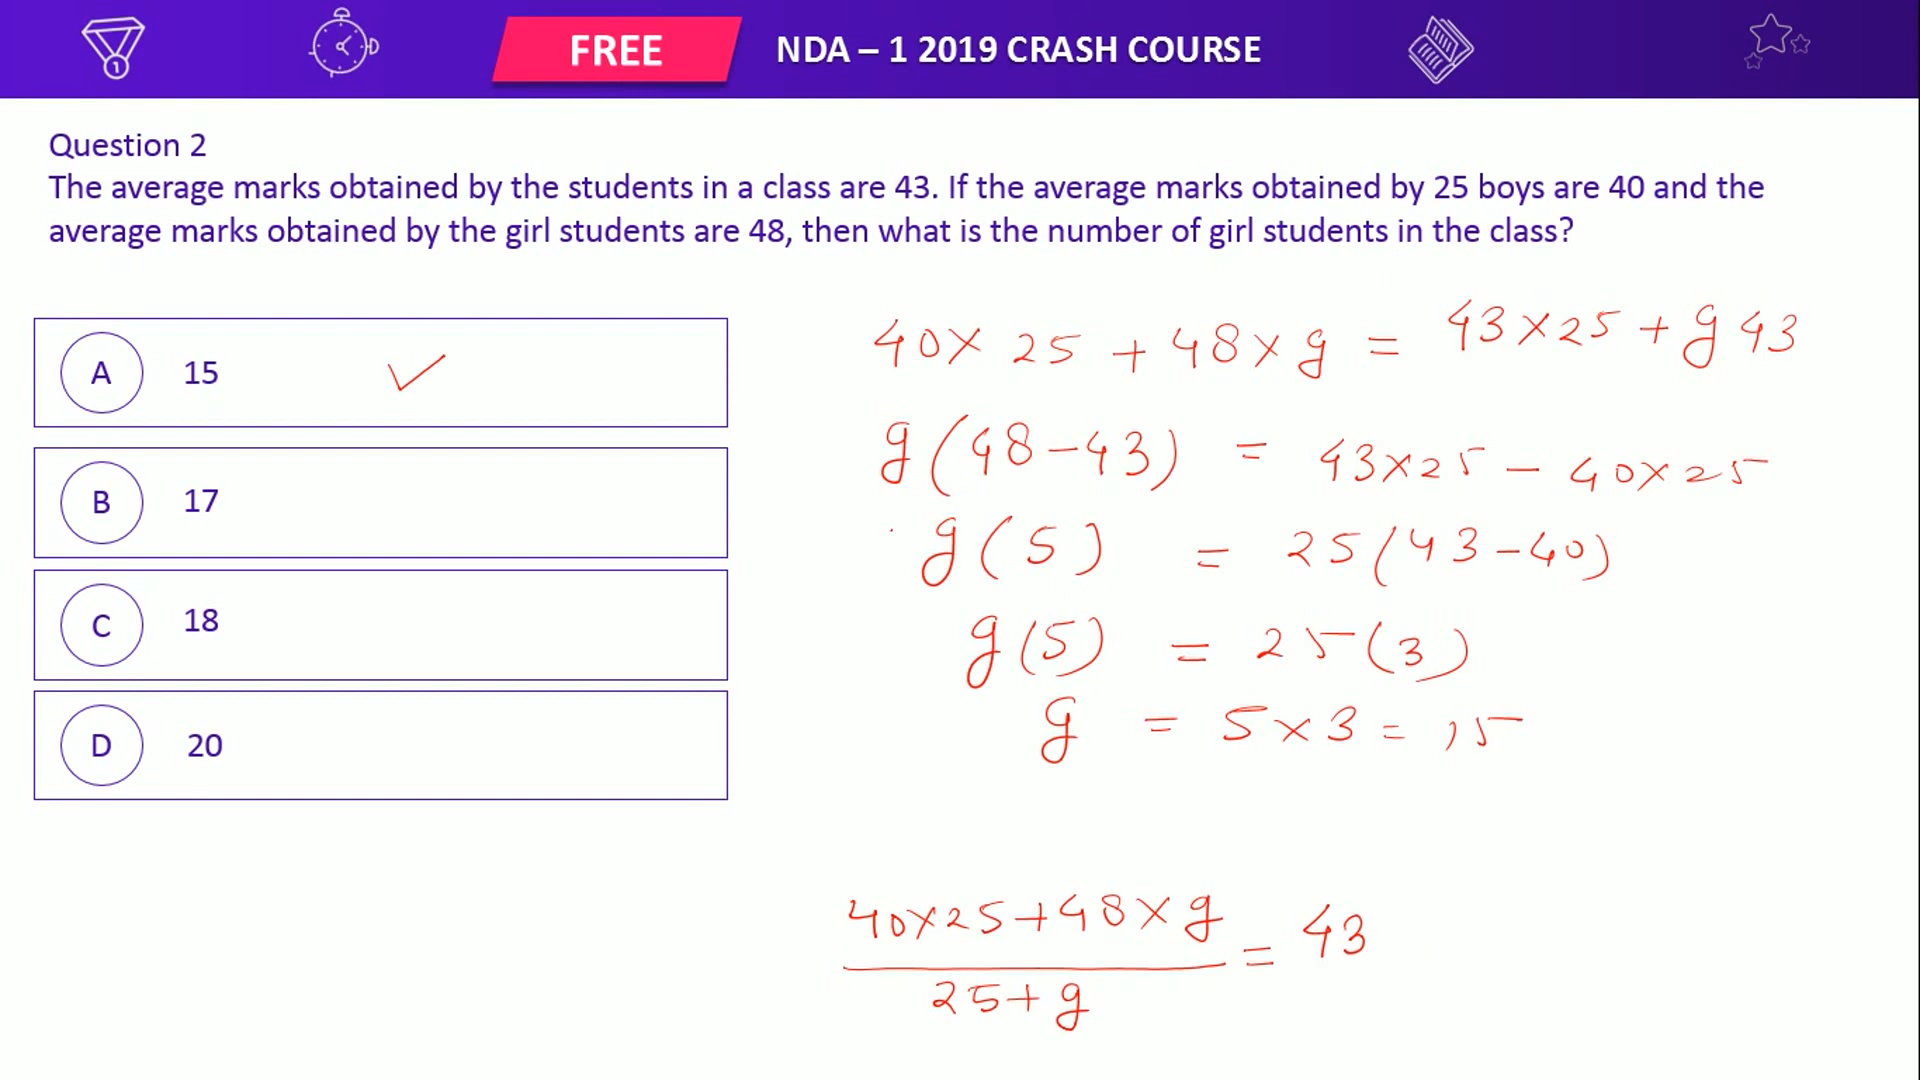 FREE NDA – 1 2019 CRASH COURSE
1
Question 2
The average marks obtained by the students in a class are 43. If the average marks obtained by 25 boys are 40 and the
average marks obtained by the girl students are 48, then what is the number of girl students in the class?
A 15
B 17
C 18
D 20
40 × 25 + 48 × g = 43 × 25 + g 43
g(48 – 43) = 43 × 25 – 40 × 25
g(5) = 25(43 – 40)
g(5) = 25(3)
g = 5 × 3 = 15
40 × 25 + 48 × g
= 43
25 + g